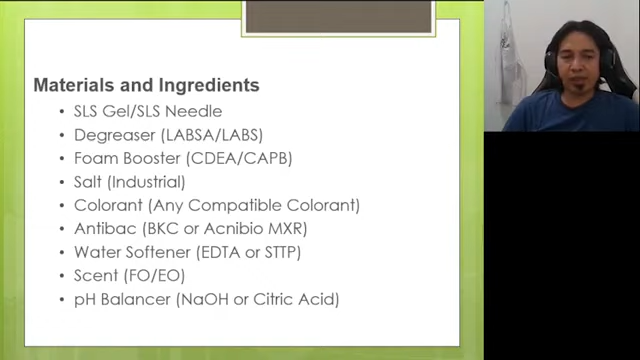 Materials and Ingredients
• SLS Gel/SLS Needle
• Degreaser (LABSA/LABS)
• Foam Booster (CDEA/CAPB)
• Salt (Industrial)
• Colorant (Any Compatible Colorant)
• Antibac (BKC or Acnibio MXR)
• Water Softener (EDTA or STTP)
• Scent (FO/EO)
• pH Balancer (NaOH or Citric Acid)